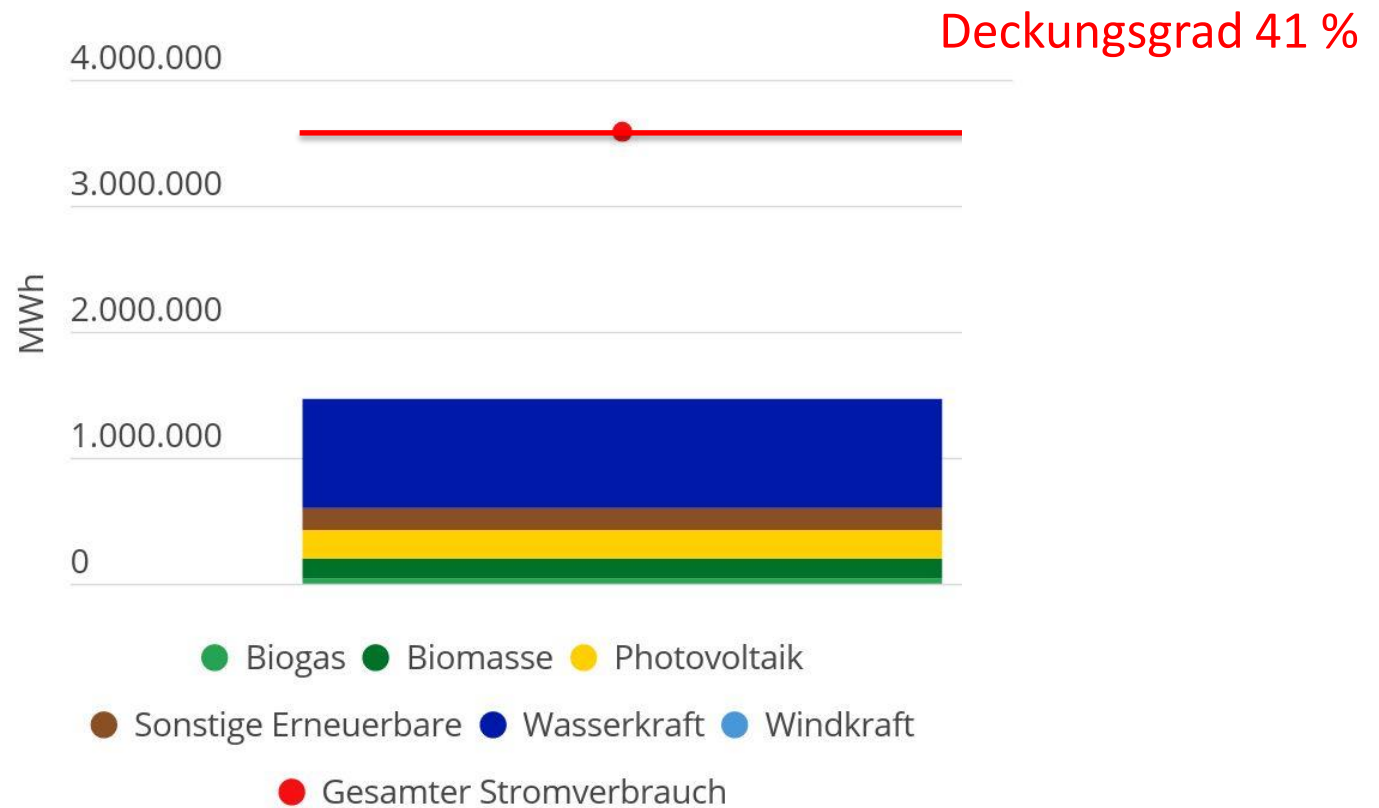 Deckungsgrad 41 %
4.000.000
3.000.000
MWh
2.000.000
1.000.000
0
Biogas Biomasse Photovoltaik
Sonstige Erneuerbare Wasserkraft Windkraft
Gesamter Stromverbrauch